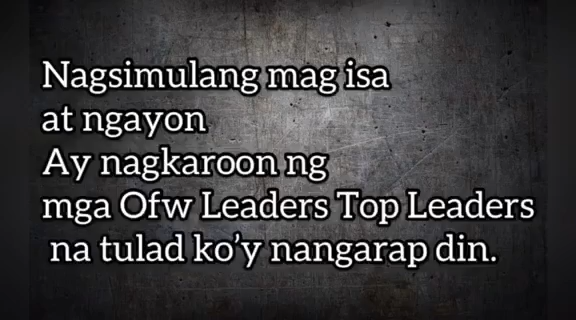 Nagsimulang mag isa
at ngayon
Ay nagkaroon ng
mga Ofw Leaders Top Leaders
na tulad ko’y nangarap din.